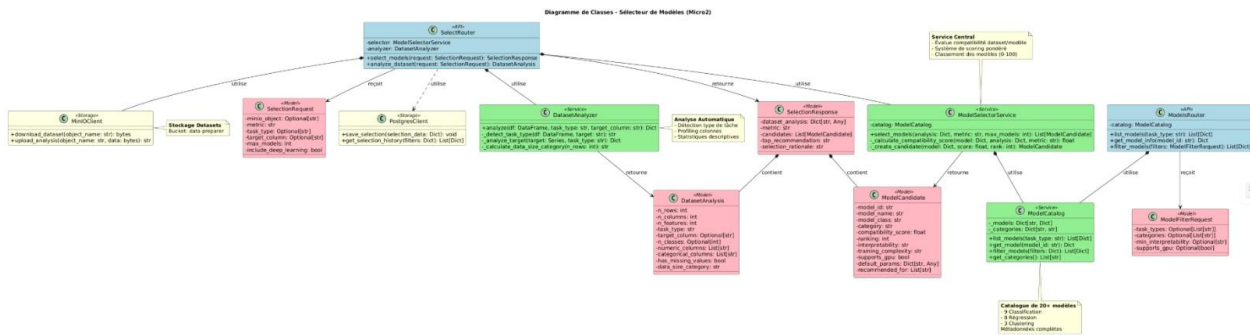 Diagramme de Classes - Sélecteur de Modèles (Micro2)
«API»
C SelectRouter
-selector: ModelSelectorService
-analyzer: DatasetAnalyzer
+select_models(request: SelectionRequest): SelectionResponse
+analyze_dataset(request: SelectionRequest): DatasetAnalysis
Service Central
- Évalue compatibilité dataset/modèle
- Système de scoring pondéré
- Classement des modèles (0-100)
utilise
reçoit
utilise
utilise
retourne
utilise
«Storage»
C MinIOClient
+download_dataset(object_name: str): bytes
+upload_analysis(object_name: str, data: bytes): str
Stockage Datasets
Bucket: data-preparer
«Model»
C SelectionRequest
-minio_object: Optional[str]
-metric: str
-task_type: Optional[str]
-target_column: Optional[str]
-max_models: int
-include_deep_learning: bool
«Storage»
C PostgresClient
+save_selection(selection_data: Dict): void
+get_selection_history(filters: Dict): List[Dict]
«Service»
C DatasetAnalyzer
+analyze(df: DataFrame, task_type: str, target_column: str): Dict
-_detect_task_type(df: DataFrame, target: str): str
-_analyze_target(target: Series, task_type: str): Dict
-_calculate_data_size_category(n_rows: int): str
Analyse Automatique
- Détection type de tâche
- Profiling colonnes
- Statistiques descriptives
«Model»
C SelectionResponse
-dataset_analysis: Dict[str, Any]
-metric: str
-candidates: List[ModelCandidate]
-top_recommendation: str
-selection_rationale: str
«Service»
C ModelSelectorService
-catalog: ModelCatalog
+select_models(analysis: Dict, metric: str, max_models: int): List[ModelCandidate]
-_calculate_compatibility_score(model: Dict, analysis: Dict, metric: str): float
-_create_candidate(model: Dict, score: float, rank: int): ModelCandidate
«API»
C ModelsRouter
-catalog: ModelCatalog
+list_models(task_type: str): List[Dict]
+get_model_info(model_id: str): Dict
+filter_models(filters: ModelFilterRequest): List[Dict]
retourne
contient
contient
retourne
utilise
utilise
reçoit
«Model»
C DatasetAnalysis
-n_rows: int
-n_columns: int
-n_features: int
-task_type: str
-target_column: Optional[str]
-n_classes: Optional[int]
-numeric_columns: List[str]
-categorical_columns: List[str]
-has_missing_values: bool
-data_size_category: str
«Model»
C ModelCandidate
-model_id: str
-model_name: str
-model_class: str
-category: str
-compatibility_score: float
-ranking: int
-interpretability: str
-training_complexity: str
-supports_gpu: bool
-default_params: Dict[str, Any]
-recommended_for: List[str]
«Service»
C ModelCatalog
-_models: Dict[str, Dict]
-_categories: Dict[str, str]
+list_models(task_type: str): List[Dict]
+get_model(model_id: str): Dict
+filter_models(filters: Dict): List[Dict]
+get_categories(): List[str]
«Model»
C ModelFilterRequest
-task_types: Optional[List[str]]
-categories: Optional[List[str]]
-min_interpretability: Optional[str]
-supports_gpu: Optional[bool]
Catalogue de 20+ modèles
- 9 Classification
- 8 Régression
- 3 Clustering
Métadonnées complètes